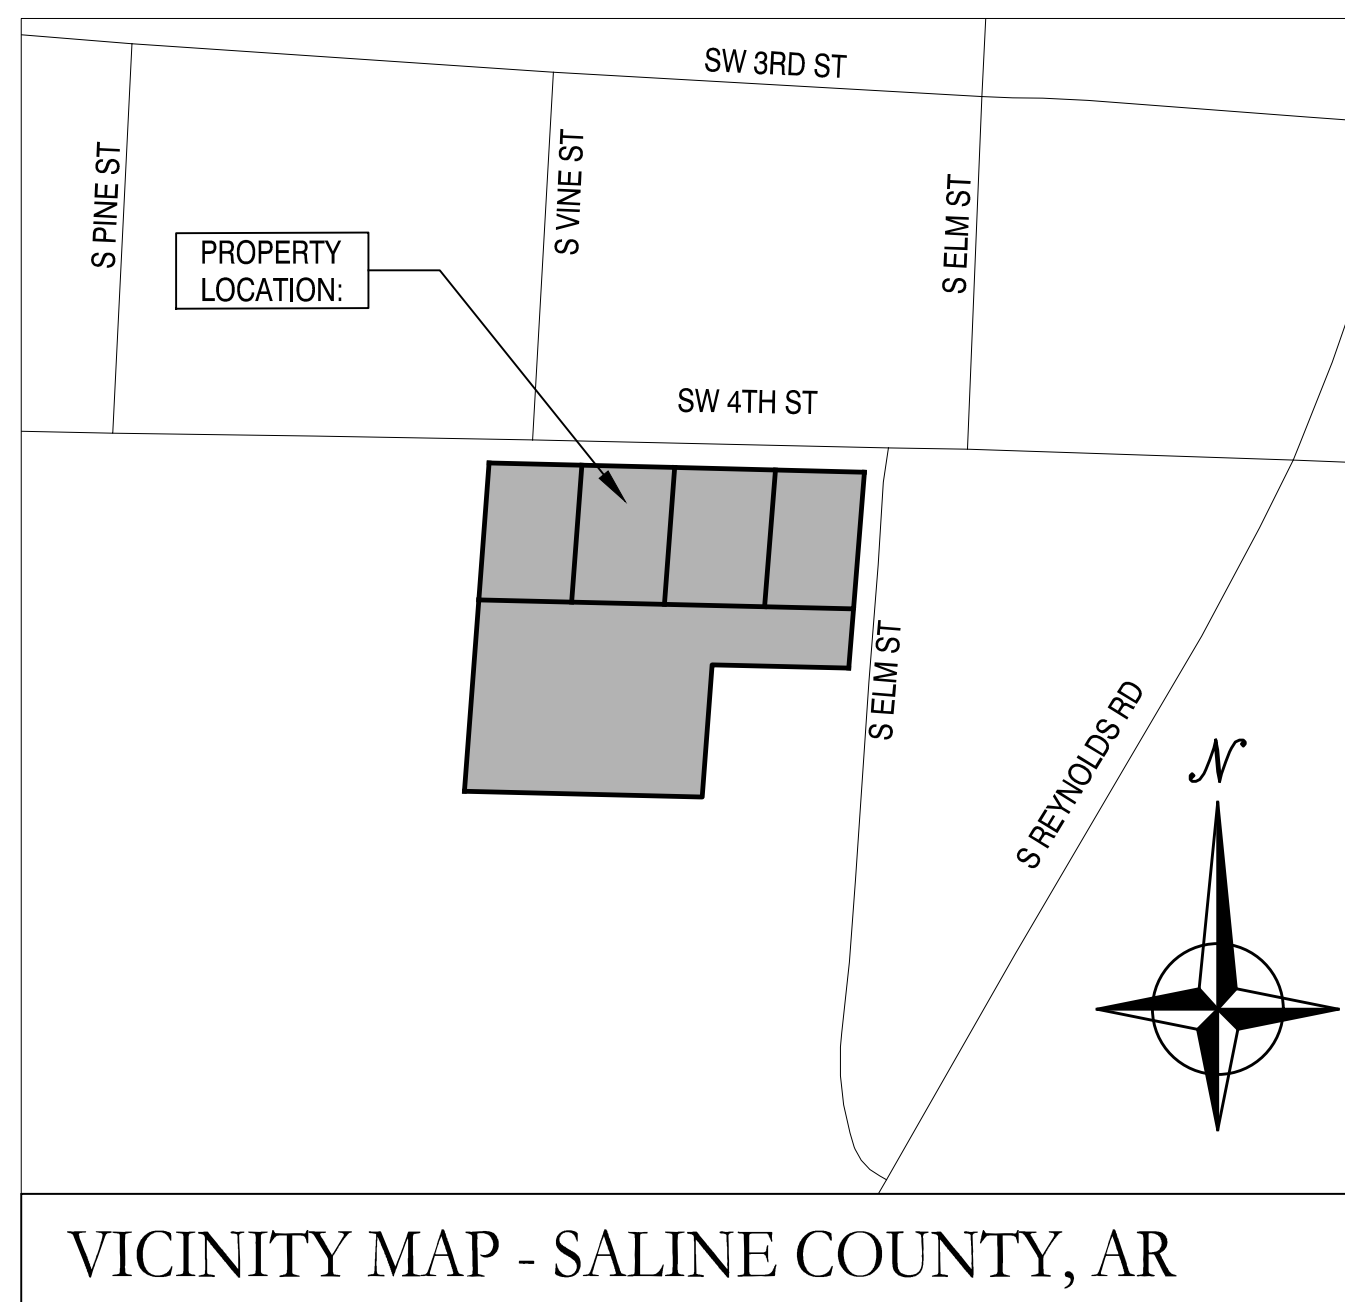 SW 3RD ST
S PINE ST
S VINE ST
S ELM ST
PROPERTY
LOCATION:
SW 4TH ST
S ELM ST
S REYNOLDS RD
N
VICINITY MAP - SALINE COUNTY, AR